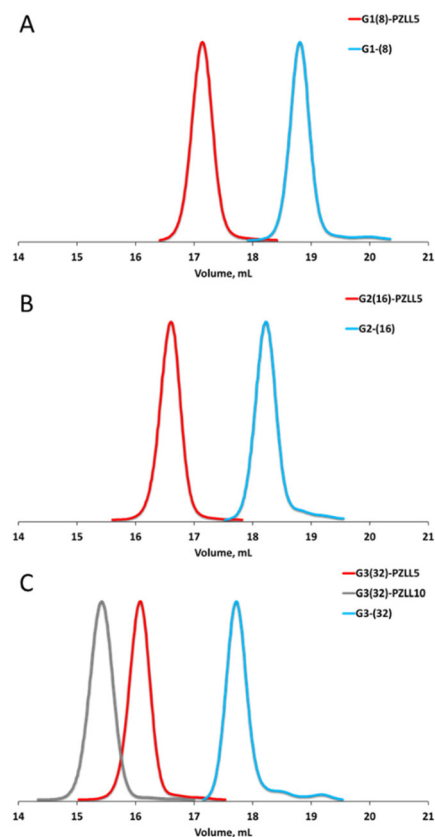 A
G1(8)-PZLL5
G1-(8)
14 15 16 17 18 19 20 21
Volume, mL
B
G2(16)-PZLL5
G2-(16)
14 15 16 17 18 19 20 21
Volume, mL
C
G3(32)-PZLL5
G3(32)-PZLL10
G3-(32)
14 15 16 17 18 19 20 21
Volume, mL